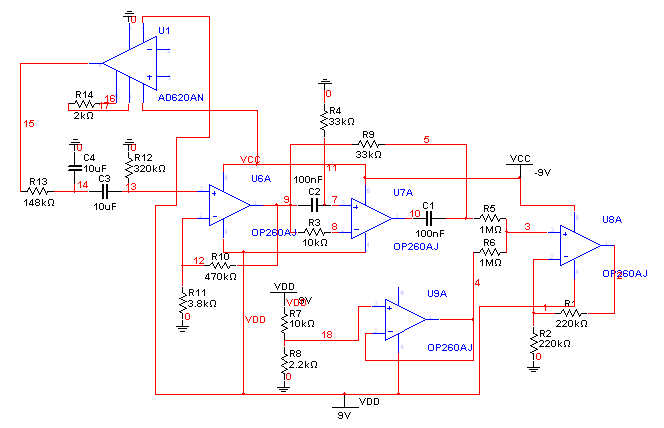 0
U1
AD620AN
R14
16
17
2kΩ
15
0
0
C4
10uF
R12
320kΩ
R13
14
C3
13
148kΩ
10uF
VCC
U6A
OP260AJ
12
R10
470kΩ
R11
3.8kΩ
0
VDD
0
R4
33kΩ
R9
33kΩ
5
11
100nF
9
C2
7
R3
8
10kΩ
U7A
OP260AJ
10
C1
100nF
VCC
-9V
R5
1MΩ
R6
1MΩ
3
4
U8A
OP260AJ
2
1
R1
220kΩ
R2
220kΩ
0
VDD
VDD
9V
R7
10kΩ
18
R8
2.2kΩ
0
U9A
OP260AJ
VDD
9V